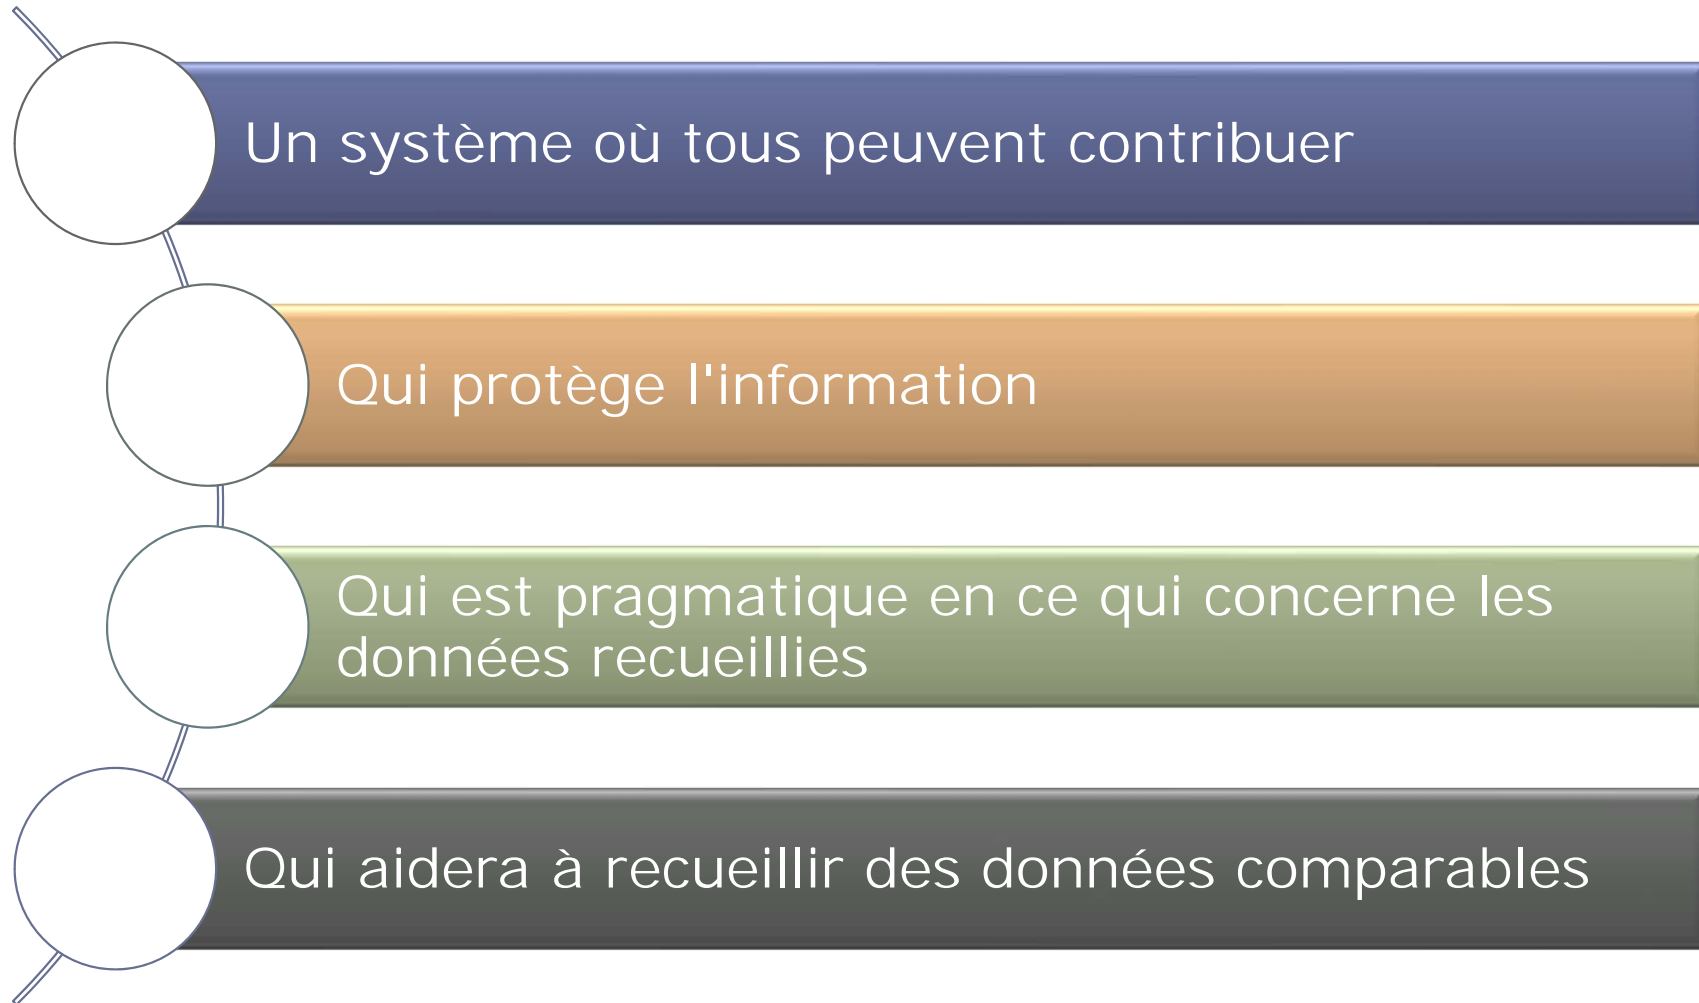 Un système où tous peuvent contribuer
Qui protège l'information
Qui est pragmatique en ce qui concerne les
données recueillies
Qui aidera à recueillir des données comparables